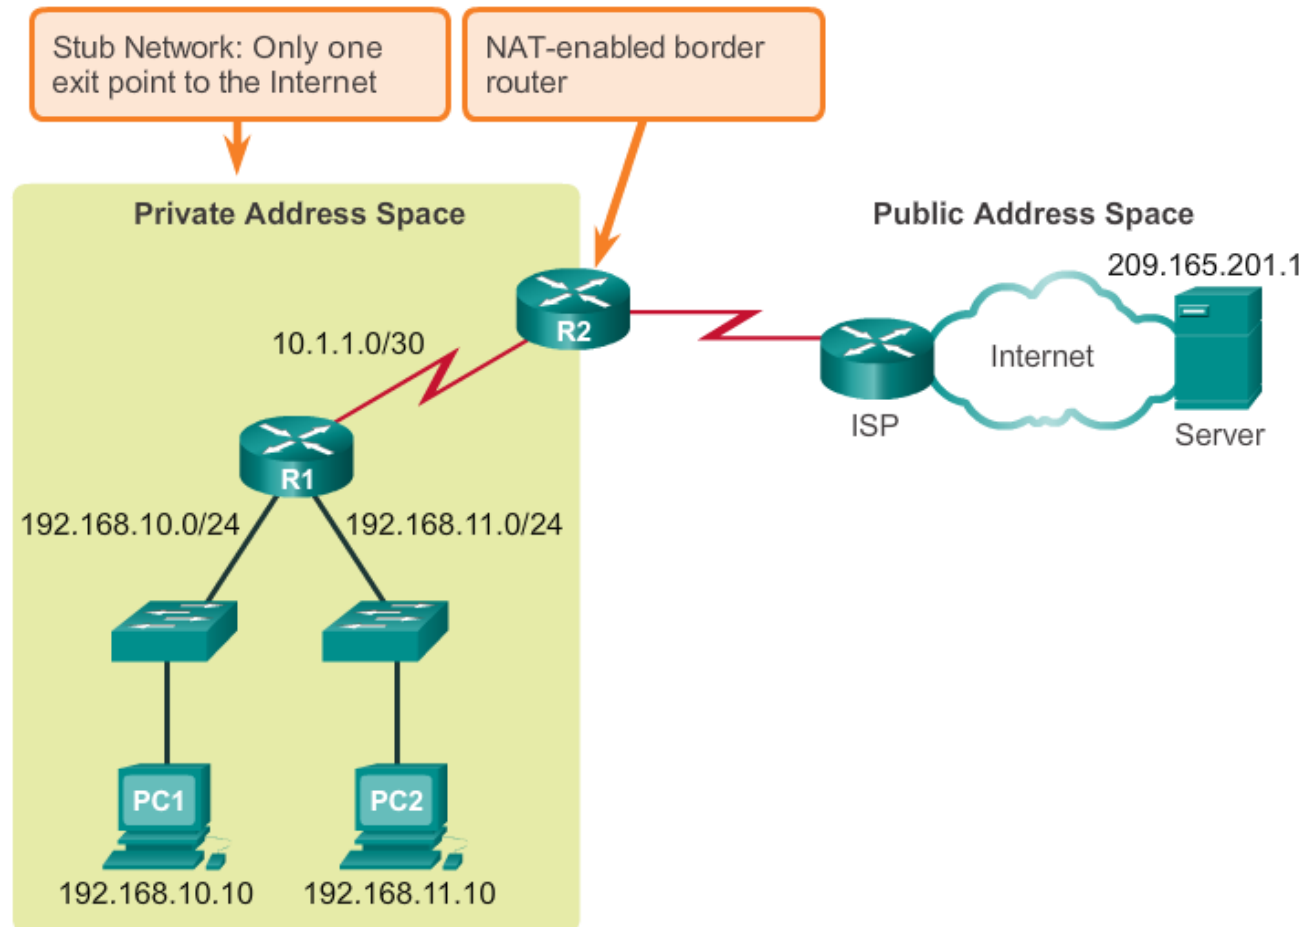 Stub Network: Only one
exit point to the Internet
NAT-enabled border
router
Private Address Space
Public Address Space
209.165.201.1
R2
10.1.1.0/30
Internet
ISP
Server
R1
192.168.10.0/24
192.168.11.0/24
PC1
PC2
192.168.10.10
192.168.11.10